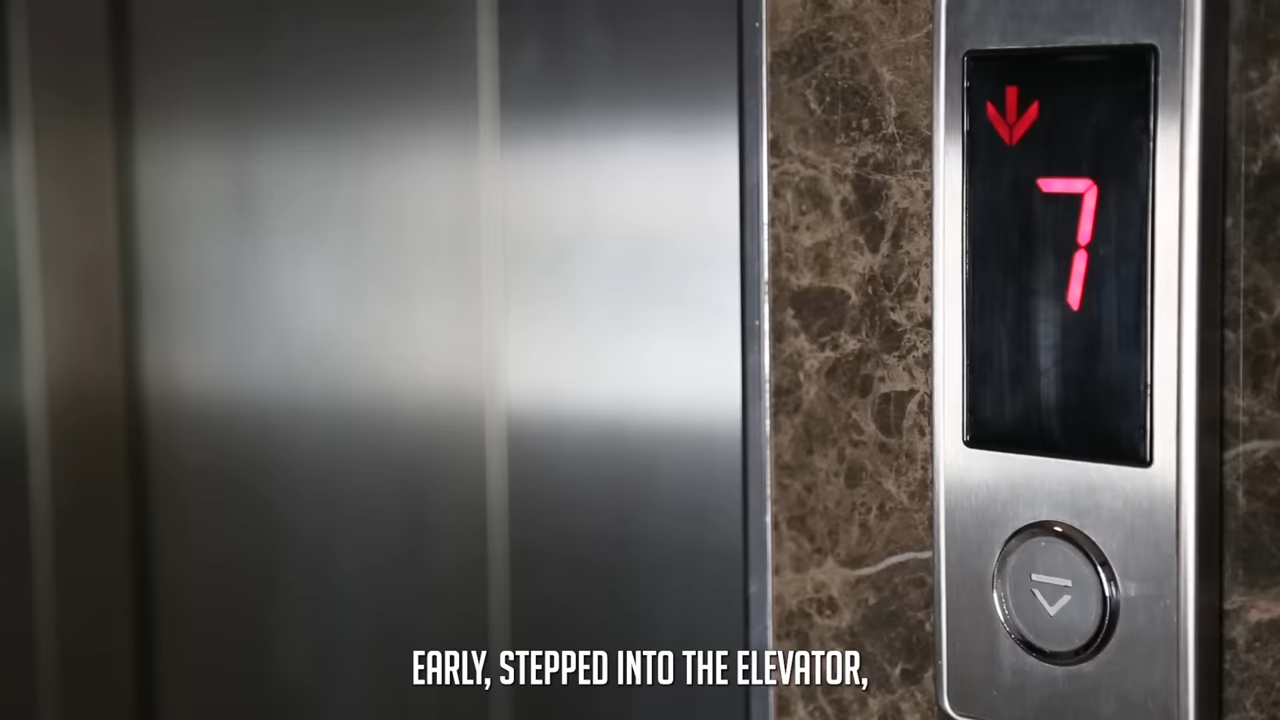 7
EARLY, STEPPED INTO THE ELEVATOR,